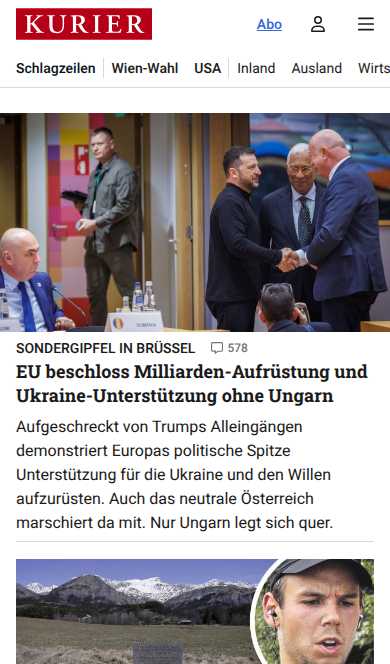 KURIER
Abo
Schlagzeilen
Wien-Wahl
USA
Inland
Ausland
Wirts
SONDERGIPFEL IN BRÜSSEL
578
EU beschloss Milliarden-Aufrüstung und
Ukraine-Unterstützung ohne Ungarn
Aufgeschreckt von Trumps Alleingängen
demonstriert Europas politische Spitze
Unterstützung für die Ukraine und den Willen
aufzurüsten. Auch das neutrale Österreich
marschiert da mit. Nur Ungarn legt sich quer.